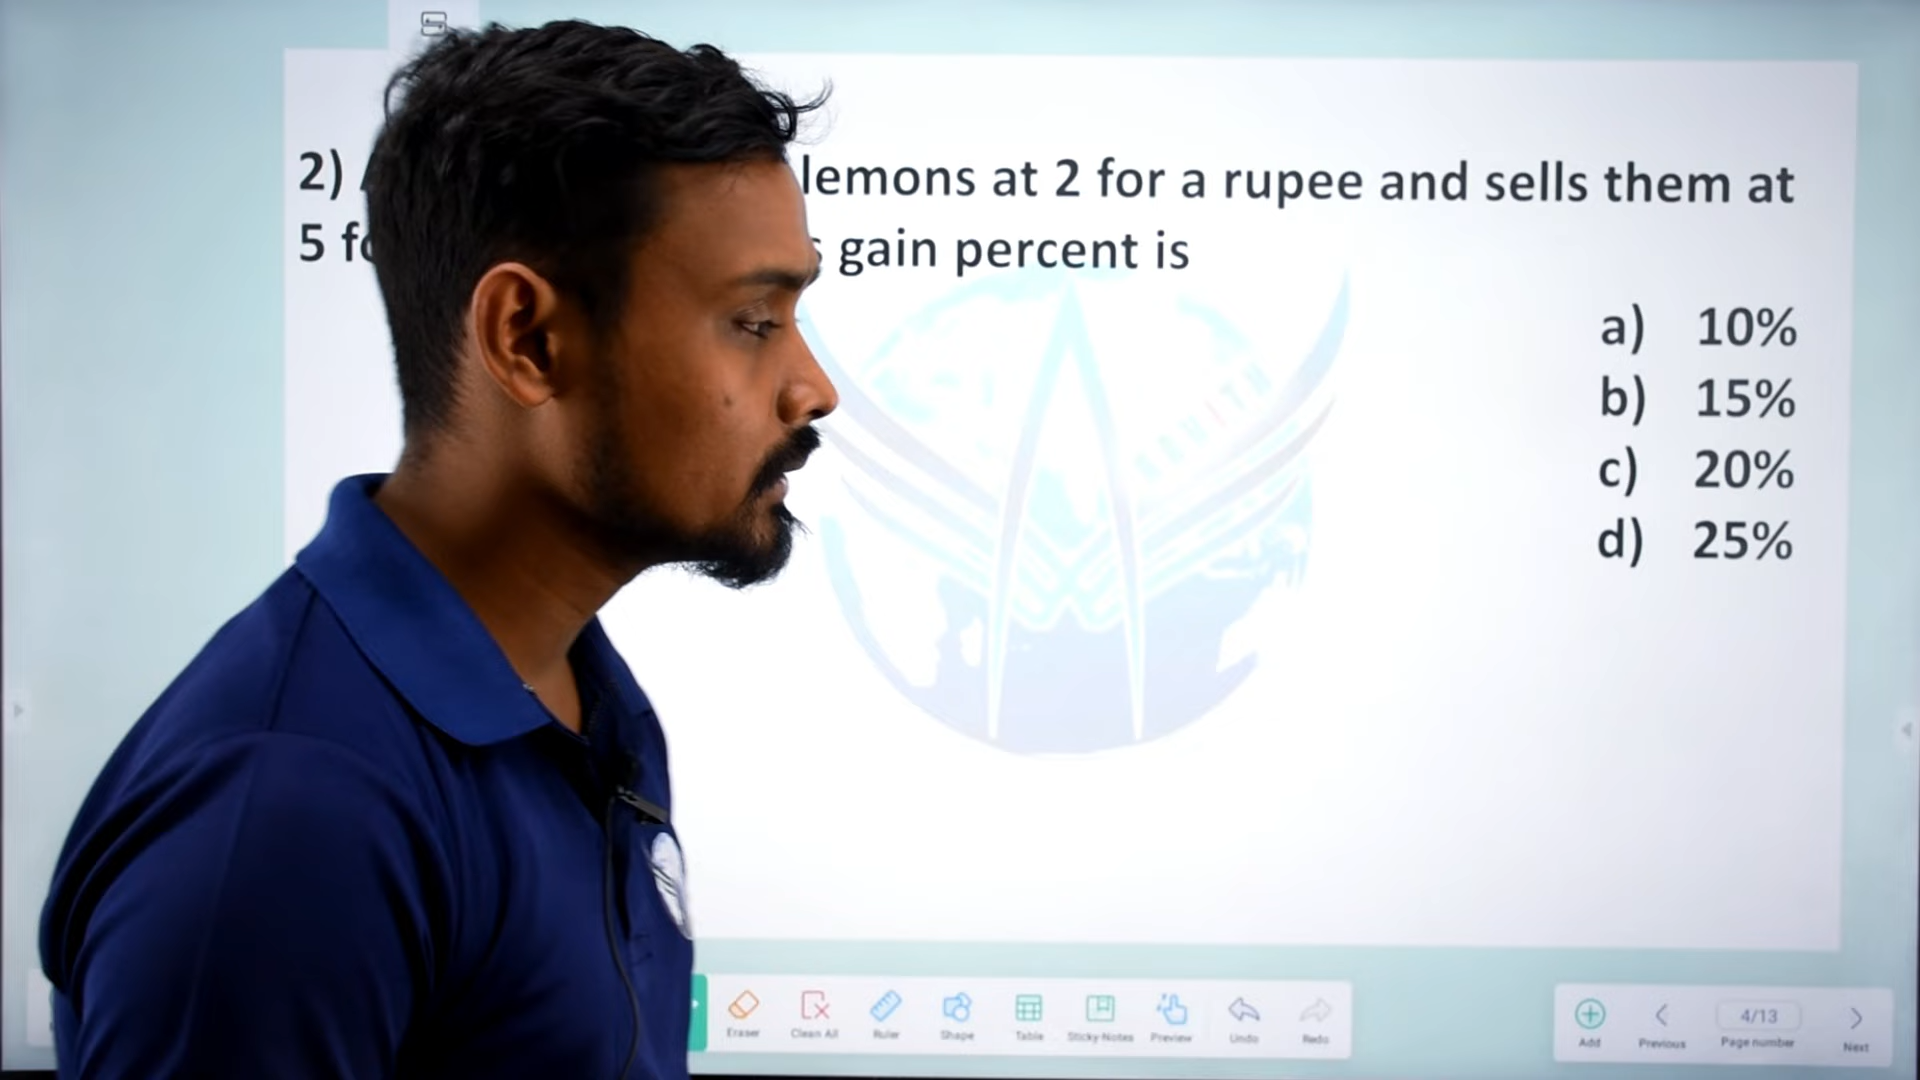 2) lemons at 2 for a rupee and sells them at
5 gain percent is
a) 10%
b) 15%
c) 20%
d) 25%
Eraser Clean All Ruler Shape Table Sticky-Notes Preview Undo Redo
Add Previous 4/13 Page number Next